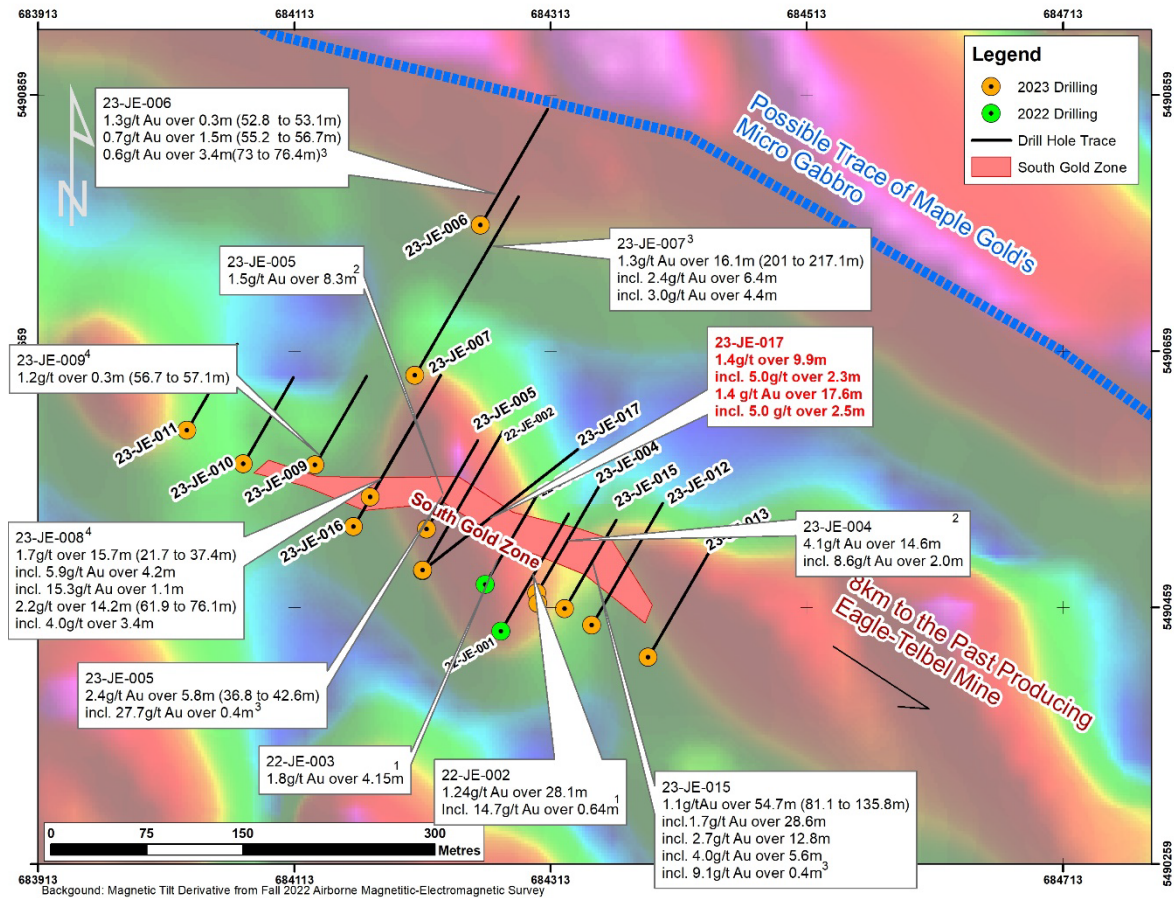 683913
684113
684313
684513
684713
5490859
5490859
N
Legend
2023 Drilling
2022 Drilling
Drill Hole Trace
South Gold Zone
Possible Trace of Maple Gold's
Micro Gabbro
23-JE-006
1.3g/t Au over 0.3m (52.8 to 53.1m)
0.7g/t Au over 1.5m (55.2 to 56.7m)
0.6g/t Au over 3.4m(73 to 76.4m)3
23-JE-006
23-JE-005
1.5g/t Au over 8.3m2
23-JE-0073
1.3g/t Au over 16.1m (201 to 217.1m)
incl. 2.4g/t Au over 6.4m
incl. 3.0g/t Au over 4.4m
5490659
5490659
23-JE-0094
1.2g/t over 0.3m (56.7 to 57.1m)
23-JE-007
23-JE-017
1.4g/t over 9.9m
incl. 5.0g/t over 2.3m
1.4 g/t Au over 17.6m
incl. 5.0 g/t over 2.5m
23-JE-005
22-JE-002
23-JE-017
23-JE-004
23-JE-015
23-JE-012
23-JE-011
23-JE-010
23-JE-009
23-JE-016
South Gold Zone
23-JE-0084
1.7g/t over 15.7m (21.7 to 37.4m)
incl. 5.9g/t Au over 4.2m
incl. 15.3g/t Au over 1.1m
2.2g/t over 14.2m (61.9 to 76.1m)
incl. 4.0g/t over 3.4m
23-JE-004 2
4.1g/t Au over 14.6m
incl. 8.6g/t Au over 2.0m
5490459
5490459
22-JE-001
8km to the Past Producing
Eagle-Telbel Mine
23-JE-005
2.4g/t Au over 5.8m (36.8 to 42.6m)
incl. 27.7g/t Au over 0.4m3
22-JE-003 1
1.8g/t Au over 4.15m
22-JE-002
1.24g/t Au over 28.1m
Incl. 14.7g/t Au over 0.64m1
23-JE-015
1.1g/tAu over 54.7m (81.1 to 135.8m)
incl.1.7g/t Au over 28.6m
incl. 2.7g/t Au over 12.8m
incl. 4.0g/t Au over 5.6m
incl. 9.1g/t Au over 0.4m3
0 75 150 300
Metres
5490259
5490259
683913
684113
684313
684713
Backgound: Magnetic Tilt Derivative from Fall 2022 Airborne Magnetitic-Electromagnetic Survey